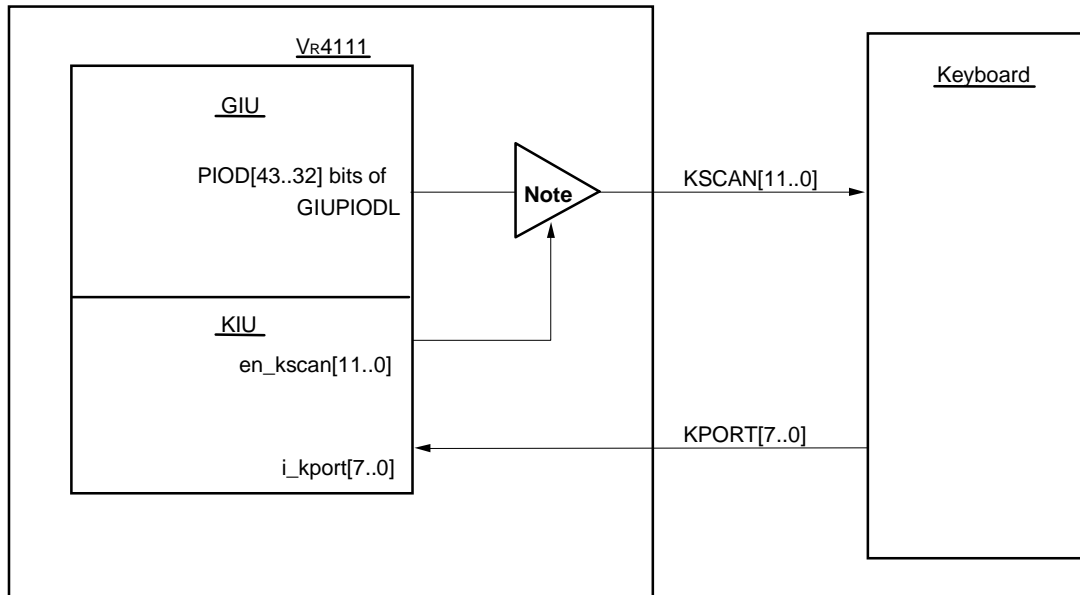 VR4111
Keyboard
GIU
PIOD[43..32] bits of
GIUPIODL
Note
KSCAN[11..0]
KIU
en_kscan[11..0]
KPORT[7..0]
i_kport[7..0]